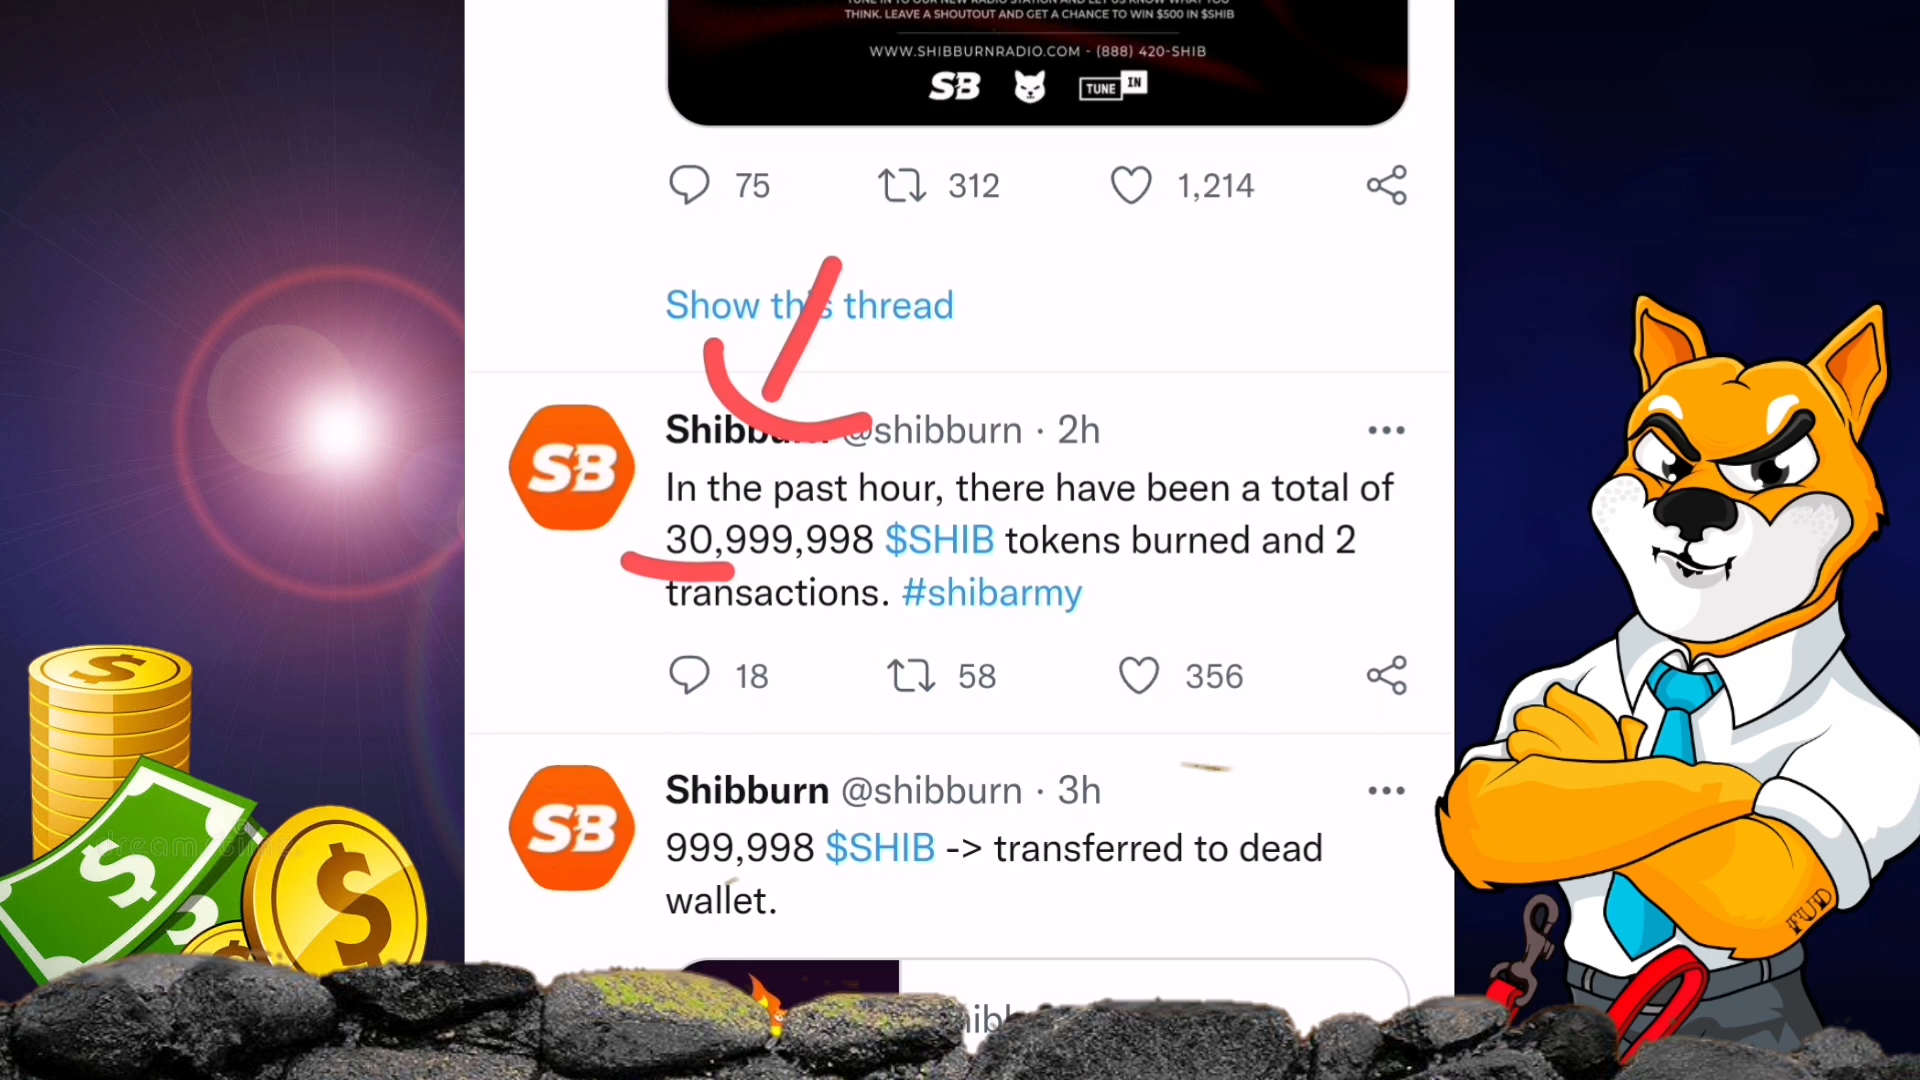 THINK. LEAVE A SHOUTOUT AND GET A CHANCE TO WIN $500 IN $SHIB
WWW.SHIBBURNRADIO.COM - (888) 420-SHIB
SB TUNE IN
75 312 1,214
Show this thread
Shibburn @shibburn · 2h
SB
In the past hour, there have been a total of
30,999,998 $SHIB tokens burned and 2
transactions. #shibarmy
18 58 356
Shibburn @shibburn · 3h
SB
999,998 $SHIB -> transferred to dead
wallet.
FUD